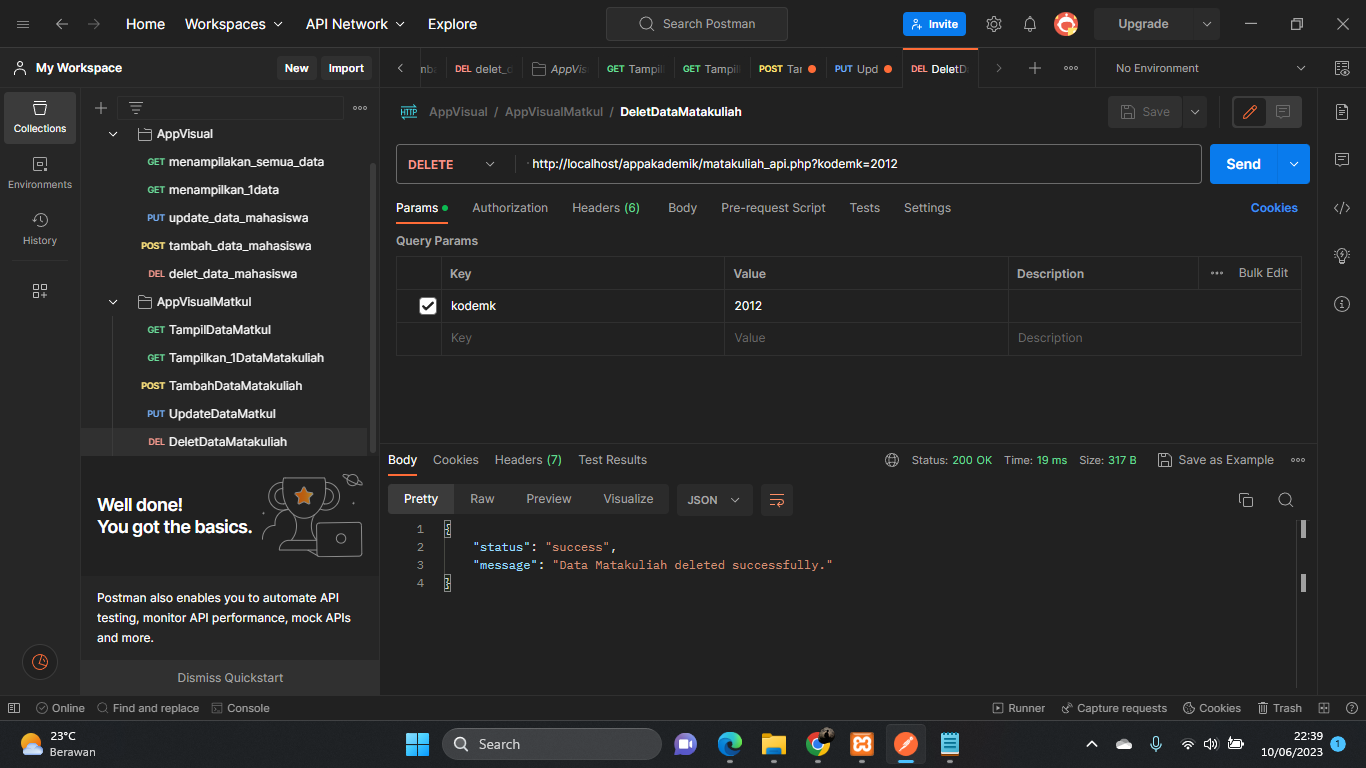 Home Workspaces API Network Explore Search Postman Invite Upgrade
My Workspace New Import
DEL delet_d AppVis GET Tampil GET Tampil POST Tar PUT Upd DEL DeletDa No Environment
Collections
Environments
History
AppVisual
GET menampilakan_semua_data
GET menampilkan_1data
PUT update_data_mahasiswa
POST tambah_data_mahasiswa
DEL delet_data_mahasiswa
AppVisualMatkul
GET TampilDataMatkul
GET Tampilkan_1DataMatakuliah
POST TambahDataMatakuliah
PUT UpdateDataMatkul
DEL DeletDataMatakuliah
Well done!
You got the basics.
Postman also enables you to automate API
testing, monitor API performance, mock APIs
and more.
Dismiss Quickstart
HTTP AppVisual / AppVisualMatkul / DeletDataMatakuliah Save
DELETE http://localhost/appakademik/matakuliah_api.php?kodemk=2012 Send
Params Authorization Headers (6) Body Pre-request Script Tests Settings Cookies
Query Params
Key Value Description Bulk Edit
kodemk 2012
Key Value Description
Body Cookies Headers (7) Test Results Status: 200 OK Time: 19 ms Size: 317 B Save as Example
Pretty Raw Preview Visualize JSON
1 {
2 "status": "success",
3 "message": "Data Matakuliah deleted successfully."
4 }
Online Find and replace Console Runner Capture requests Cookies Trash
23°C
Berawan
Search
22:39
10/06/2023
1